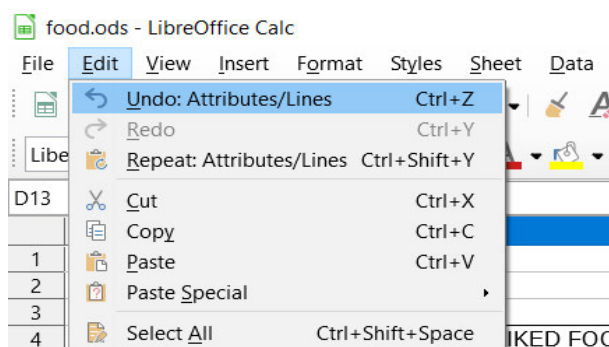 food.ods - LibreOffice Calc
File Edit View Insert Format Styles Sheet Data
Undo: Attributes/Lines Ctrl+Z
Redo Ctrl+Y
Repeat: Attributes/Lines Ctrl+Shift+Y
D13
Cut Ctrl+X
Copy Ctrl+C
1 Paste Ctrl+V
2 Paste Special
3
4 Select All Ctrl+Shift+Space